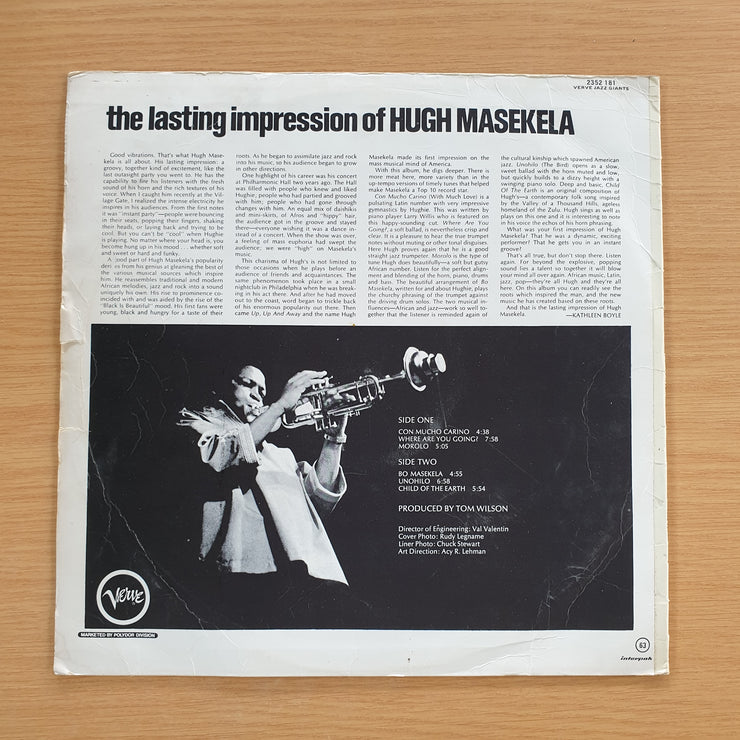 2352 181
VERVE JAZZ GIANTS
the lasting impression of HUGH MASEKELA
Good vibrations. That's what Hugh Mase-
kela is all about. His lasting impression: a
groovy, together kind of excitement, like the
last outasight party you went to. He has the
capability to fire his listeners with the fresh
sound of his horn and the rich textures of his
voice. When I caught him recently at the Vil-
lage Gate, I realized the intense electricity he
inspires in his audiences. From the first notes
it was "instant party"—people were bouncing
in their seats, popping their fingers, shaking
their heads, or laying back and trying to be
cool. But you can't be "cool" when Hughie
is playing. No matter where your head is, you
become hung up in his mood . . . whether soft
and sweet or hard and funky.
A good part of Hugh Masekela's popularity
derives from his genius at gleaning the best of
the various musical sources which inspire
him. He reassembles traditional and modern
African melodies, jazz and rock into a sound
uniquely his own. His rise to prominence co-
incided with and was aided by the rise of the
"Black Is Beautiful" mood. His first fans were
young, black and hungry for a taste of their
roots. As he began to assimilate jazz and rock
into his music, so his audience began to grow
in other directions.
One highlight of his career was his concert
at Philharmonic Hall two years ago. The Hall
was filled with people who knew and liked
Hughie, people who had partied and grooved
with him; people who had gone through
changes with him. An equal mix of daishikis
and mini-skirts, of Afros and "hippy" hair,
the audience got in the groove and stayed
there—everyone wishing it was a dance in-
stead of a concert. When the show was over,
a feeling of mass euphoria had swept the
audience; we were "high" on Masekela's
music.
This charisma of Hugh's is not limited to
those occasions when he plays before an
audience of friends and acquaintances. The
same phenomenon took place in a small
nightclub in Philadelphia when he was break-
ing in his act there. And after he had moved
out to the coast, word began to trickle back
of his enormous popularity out there. Then
came Up, Up And Away and the name Hugh
Masekela made its first impression on the
mass musical mind of America.
With this album, he digs deeper. There is
more meat here, more variety than in the
up-tempo versions of timely tunes that helped
make Masekela a Top 10 record star.
Con Mucho Carino (With Much Love) is a
pulsating Latin number with very impressive
gymnastics by Hughie. This was written by
piano player Larry Willis who is featured on
this happy-sounding cut. Where Are You
Going?, a soft ballad, is nevertheless crisp and
clear. It is a pleasure to hear the true trumpet
notes without muting or other tonal disguises.
Here Hugh proves again that he is a good
straight jazz trumpeter. Morolo is the type of
tune Hugh does beautifully—a soft but gutsy
African number. Listen for the perfect align-
ment and blending of the horn, piano, drums
and bass. The beautiful arrangement of Bo
Masekela, written for and about Hughie, plays
the churchy phrasing of the trumpet against
the driving drum solos. The two musical in-
fluences—African and jazz—work so well to-
gether that the listener is reminded again of
the cultural kinship which spawned American
jazz. Unohilo (The Bird) opens as a slow,
sweet ballad with the horn muted and low,
but quickly builds to a dizzy height with a
swinging piano solo. Deep and basic, Child
Of The Earth is an original composition of
Hugh's—a contemporary folk song inspired
by the Valley of a Thousand Hills, ageless
homeland of the Zulu. Hugh sings as well as
plays on this one and it is interesting to note
in his voice the echoes of his horn phrasing.
What was your first impression of Hugh
Masekela? That he was a dynamic, exciting
performer? That he gets you in an instant
groove?
That's all true, but don't stop there. Listen
again. For beyond the explosive, popping
sound lies a talent so together it will blow
your mind all over again. African music, Latin,
jazz, pop—they're all Hugh and they're all
here. On this album you can readily see the
roots which inspired the man, and the new
music he has created based on these roots.
And that is the lasting impression of Hugh
Masekela. —KATHLEEN BOYLE
SIDE ONE
CON MUCHO CARINO 4:38
WHERE ARE YOU GOING? 7:58
MOROLO 5:05
SIDE TWO
BO MASEKELA 4:55
UNOHILO 6:58
CHILD OF THE EARTH 5:54
PRODUCED BY TOM WILSON
Director of Engineering: Val Valentin
Cover Photo: Rudy Legname
Liner Photo: Chuck Stewart
Art Direction: Acy R. Lehman
Verve
MARKETED BY POLYDOR DIVISION
63
interpak